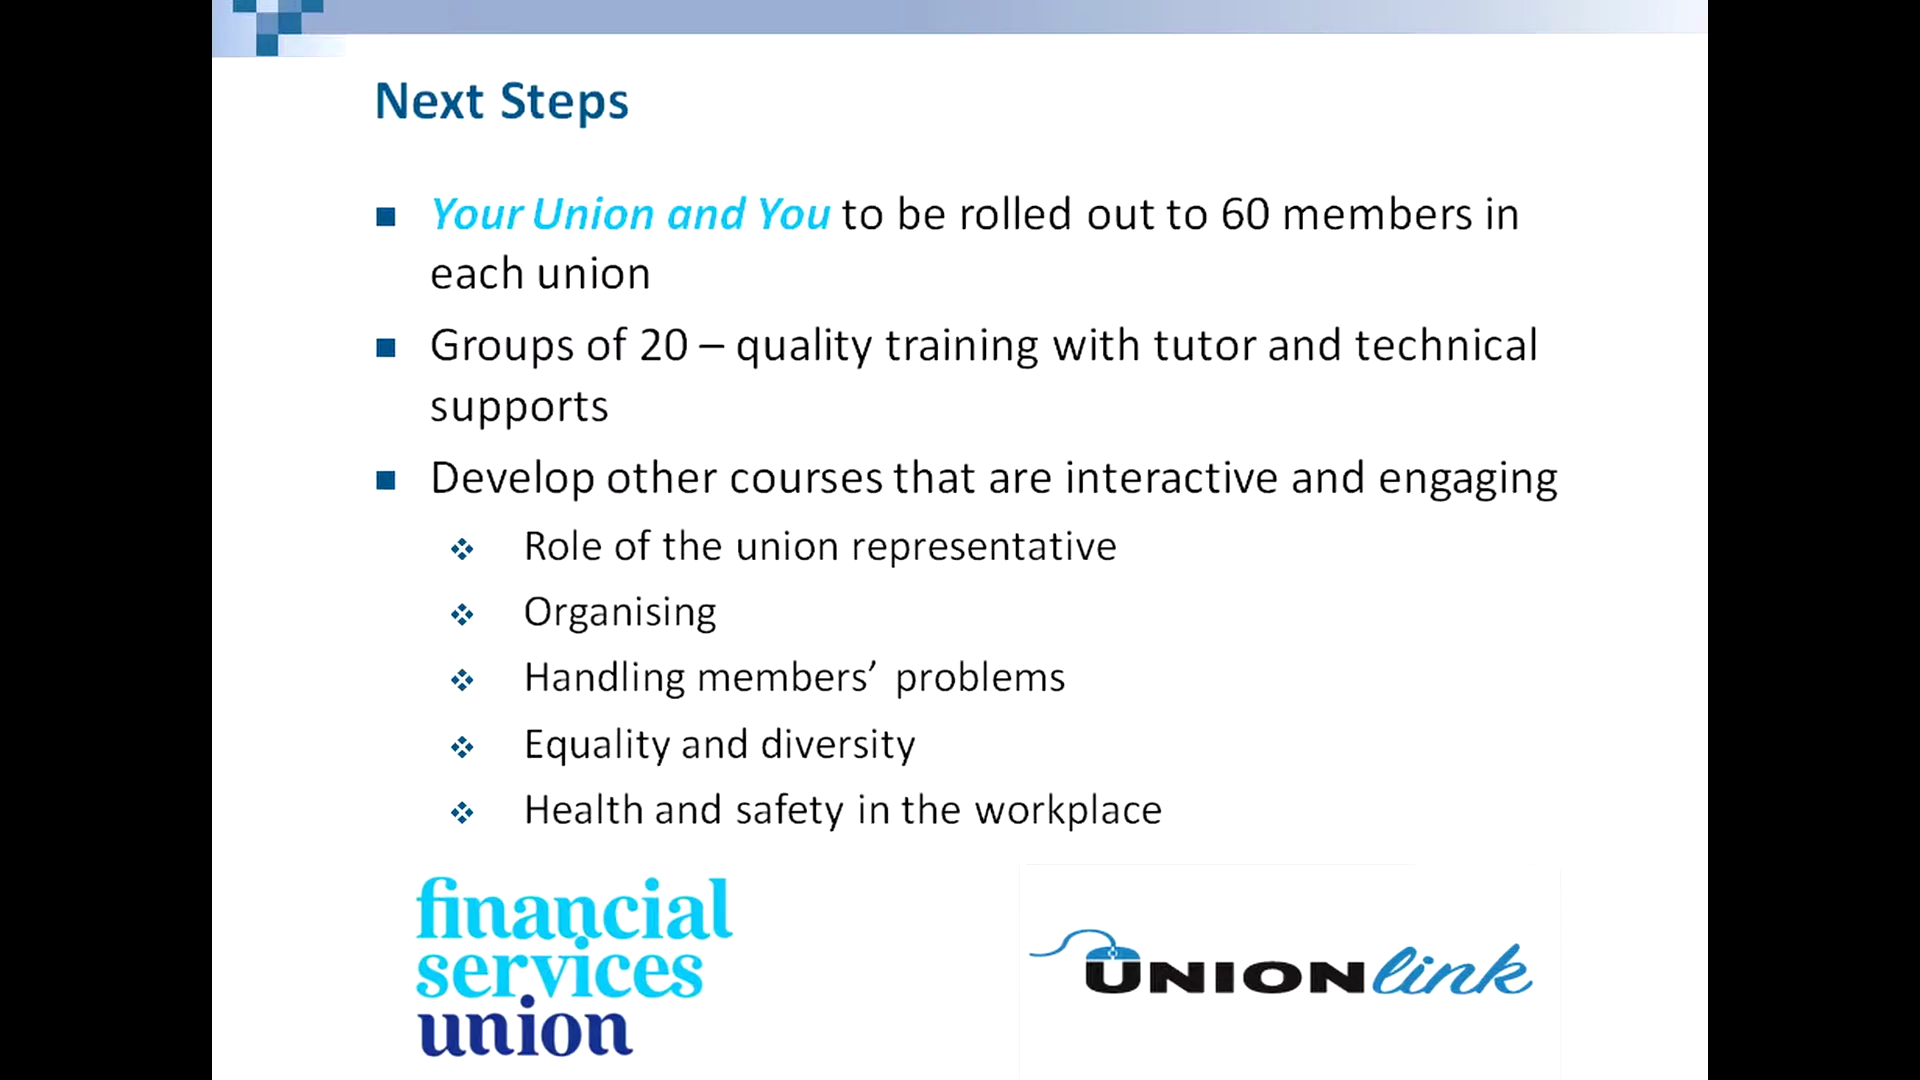 Next Steps
Your Union and You to be rolled out to 60 members in
each union
Groups of 20 – quality training with tutor and technical
supports
Develop other courses that are interactive and engaging
Role of the union representative
Organising
Handling members’ problems
Equality and diversity
Health and safety in the workplace
financial
services
union
UNIONlink